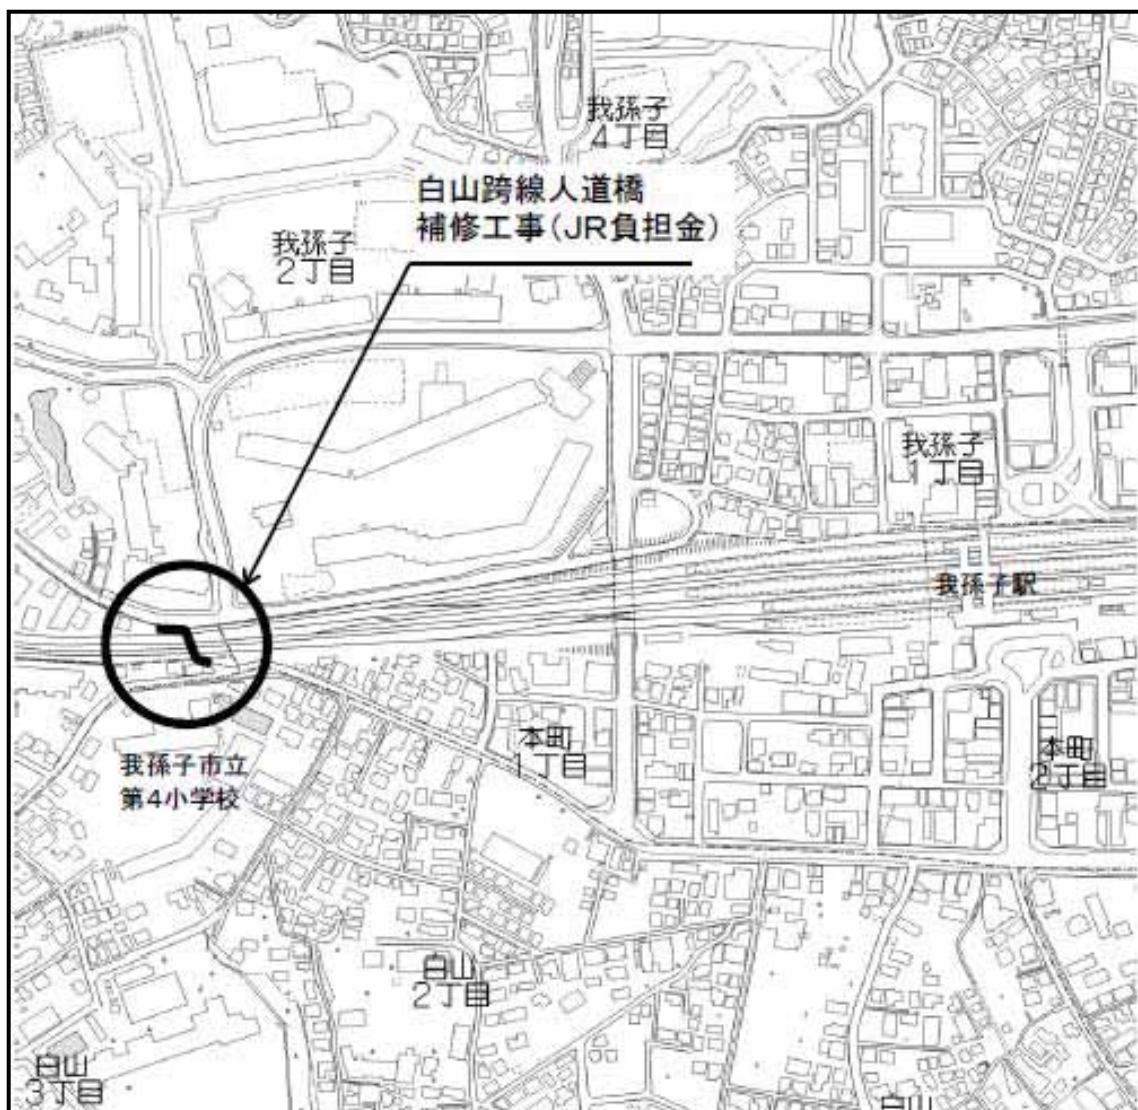 我孫子
4丁目
白山跨線人道橋
補修工事(JR負担金)
我孫子
2丁目
我孫子
1丁目
我孫子駅
本町
1丁目
本町
2丁目
我孫子市立
第4小学校
白山
2丁目
白山
3丁目
白山